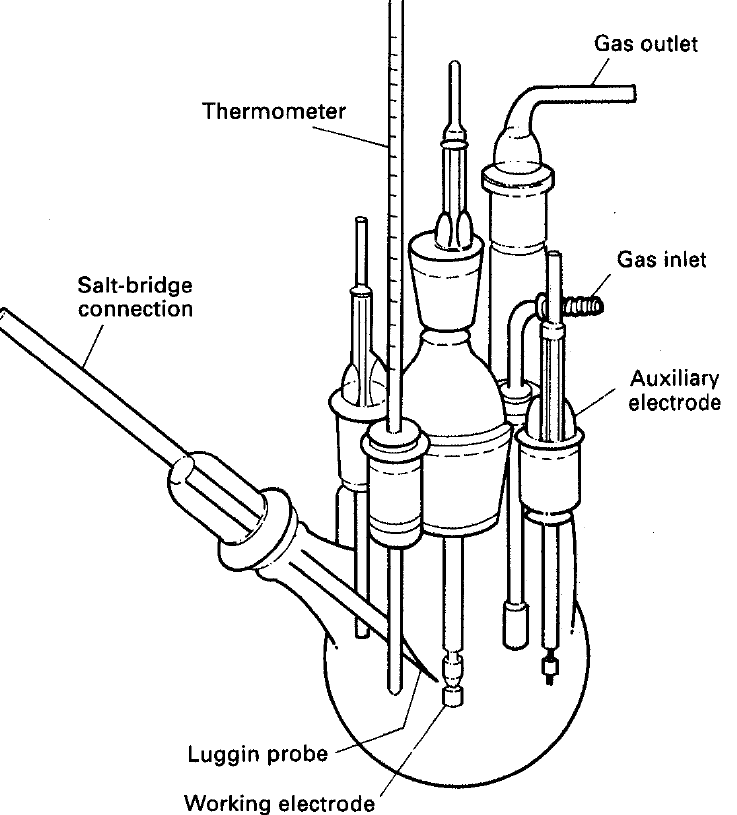 Gas outlet
Thermometer
Gas inlet
Salt-bridge
connection
Auxiliary
electrode
Luggin probe
Working electrode